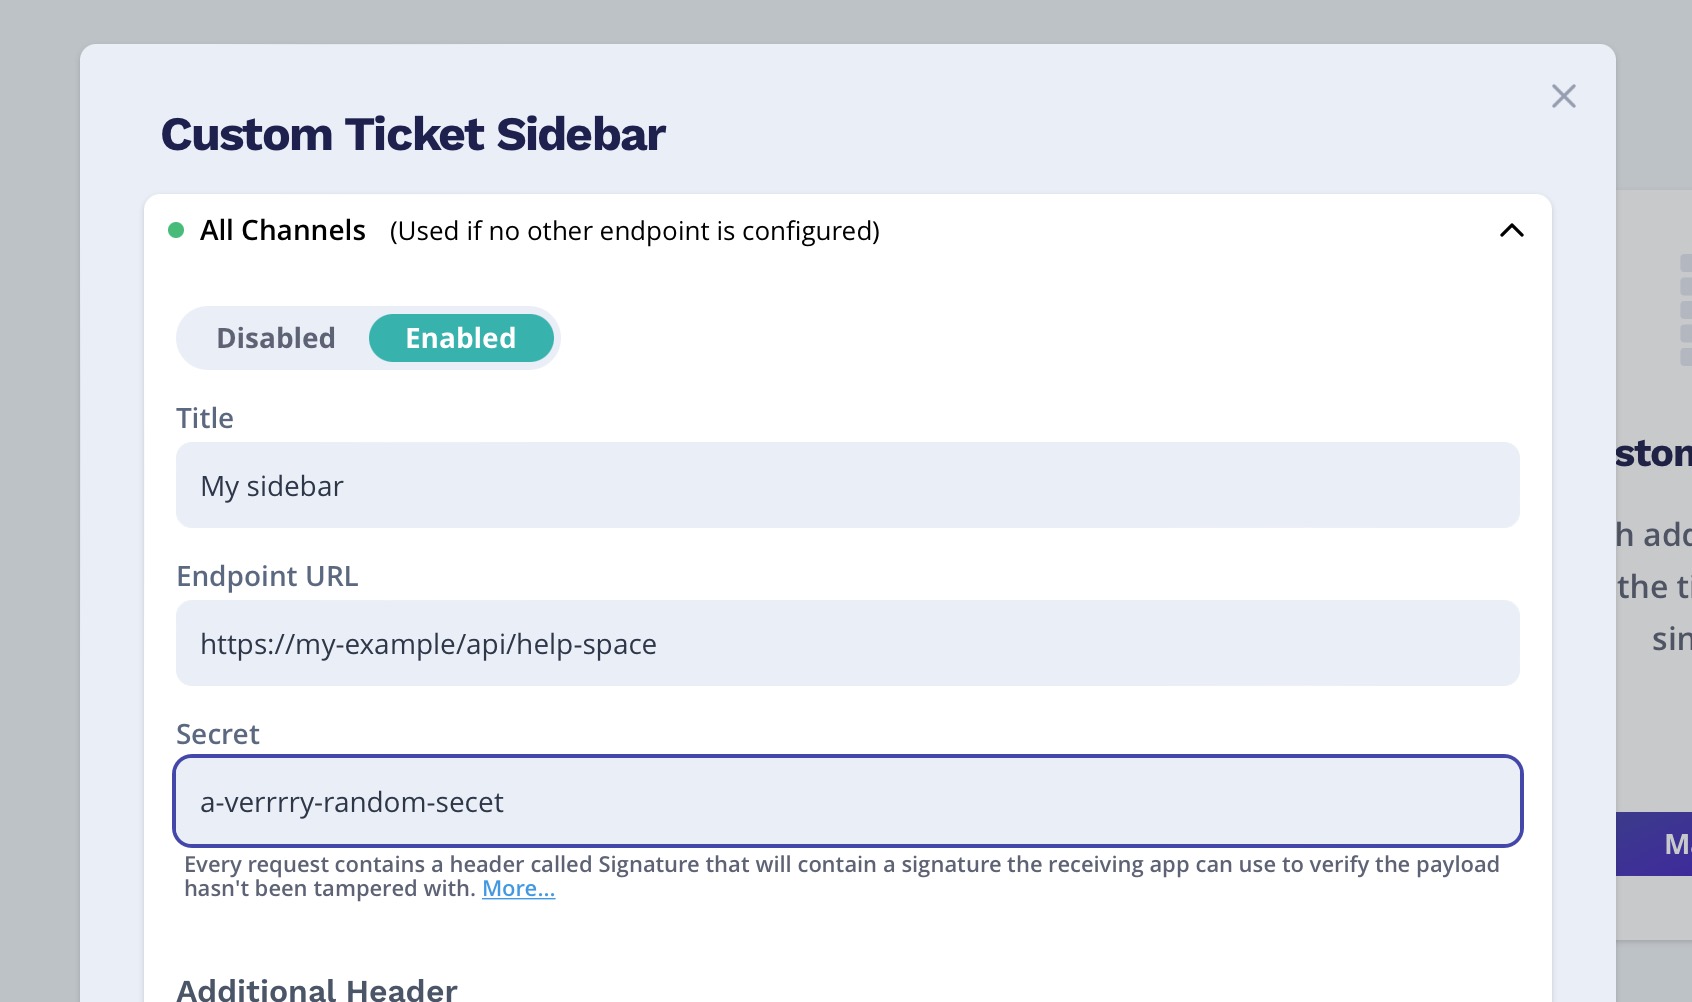 Custom Ticket Sidebar
All Channels (Used if no other endpoint is configured)
Disabled Enabled
Title
My sidebar
Endpoint URL
https://my-example/api/help-space
Secret
a-verrrry-random-secet
Every request contains a header called Signature that will contain a signature the receiving app can use to verify the payload
hasn't been tampered with. More...
Additional Header
stom
h add
the ti
sin
Ma